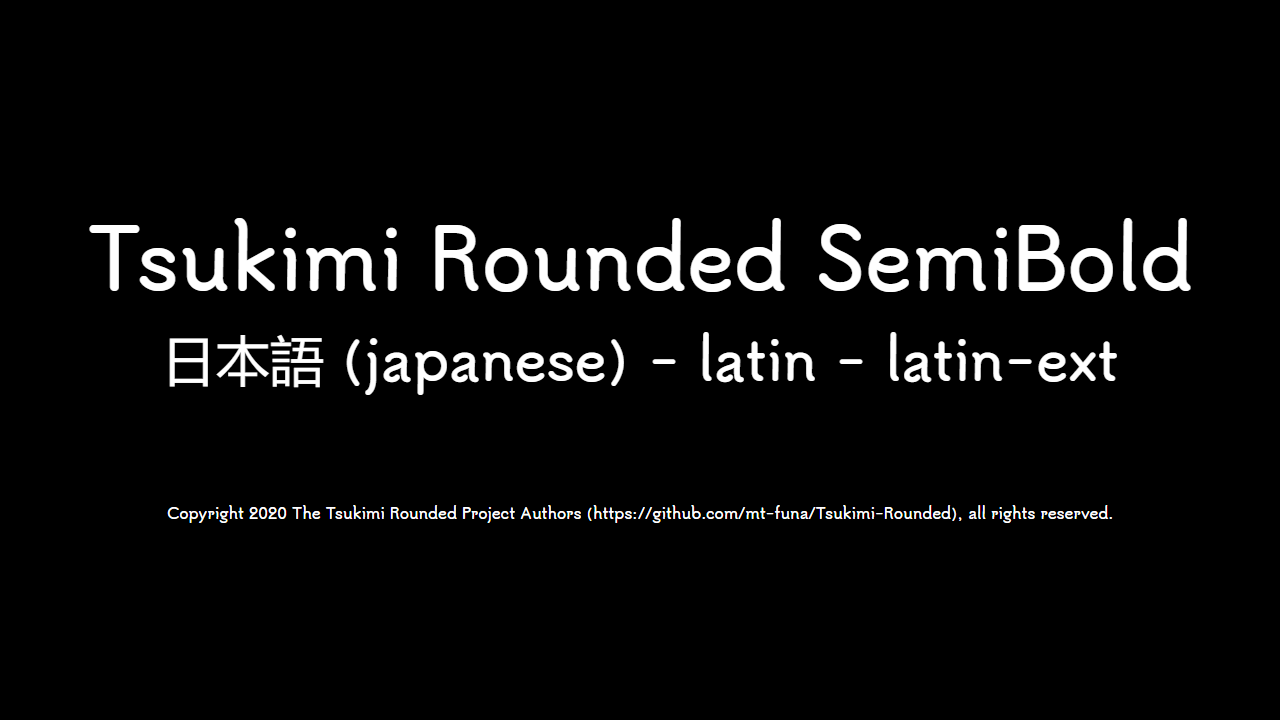 Tsukimi Rounded SemiBold
日本語 (japanese) - latin - latin-ext
Copyright 2020 The Tsukimi Rounded Project Authors (https://github.com/mt-funa/Tsukimi-Rounded), all rights reserved.